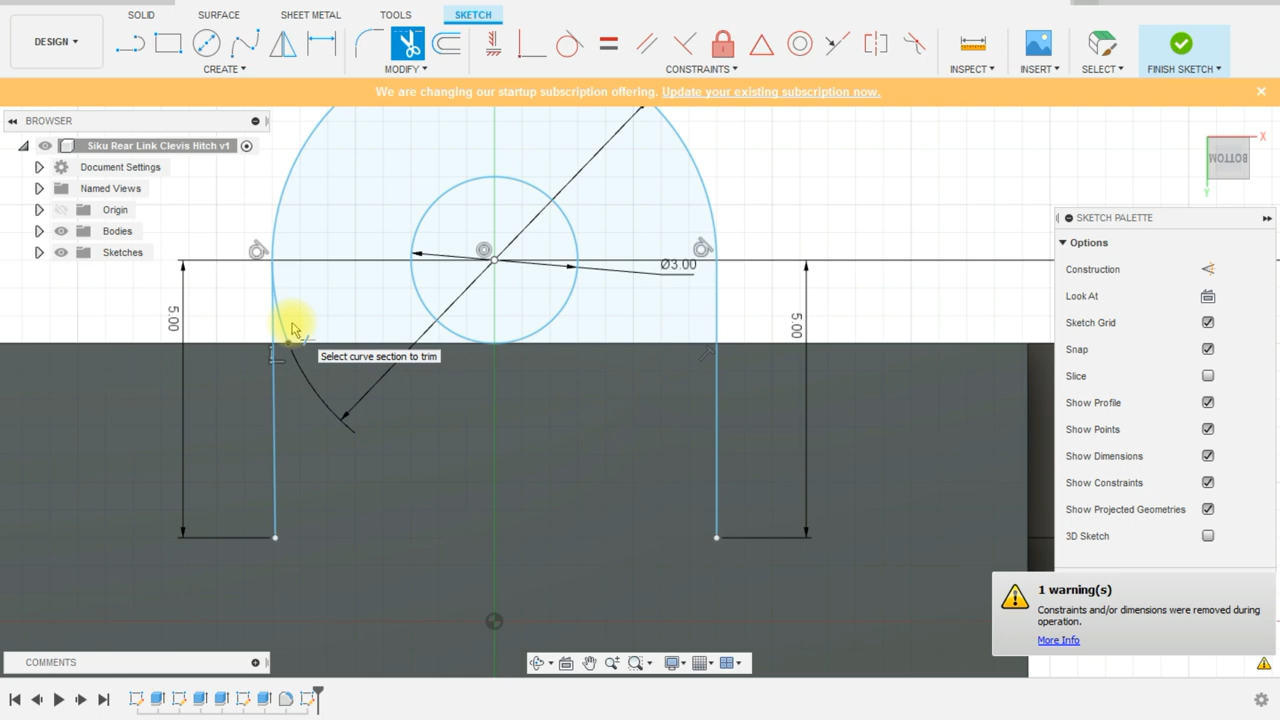 SOLID
SURFACE
SHEET METAL
TOOLS
SKETCH
DESIGN
CREATE
MODIFY
CONSTRAINTS
INSPECT
INSERT
SELECT
FINISH SKETCH
We are changing our startup subscription offering. Update your existing subscription now.
BROWSER
Siku Rear Link Clevis Hitch v1
Document Settings
Named Views
Origin
Bodies
Sketches
X
BOTTOM
Y
SKETCH PALETTE
Options
Construction
Look At
Sketch Grid
Snap
Slice
Show Profile
Show Points
Show Dimensions
Show Constraints
Show Projected Geometries
3D Sketch
Ø3.00
5.00
5.00
Select curve section to trim
1 warning(s)
Constraints and/or dimensions were removed during
operation.
More Info
COMMENTS